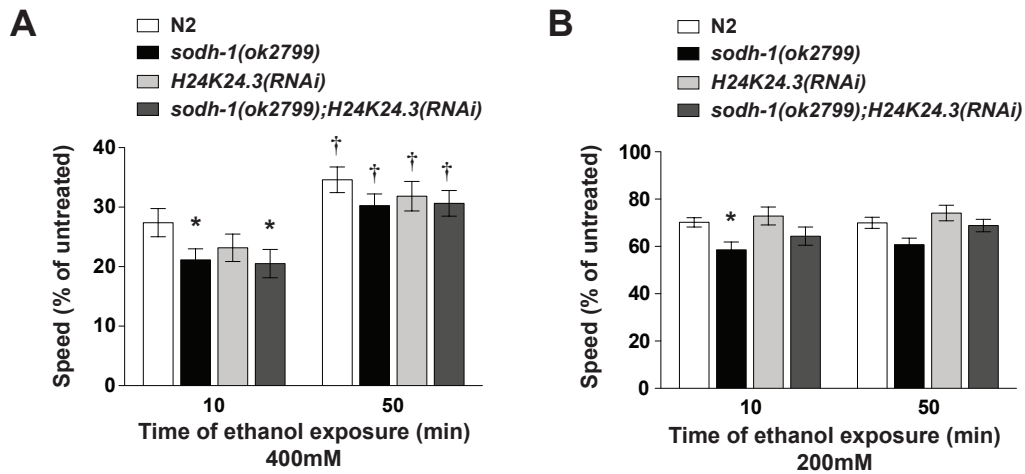 A
N2
sodh-1(ok2799)
H24K24.3(RNAi)
sodh-1(ok2799);H24K24.3(RNAi)
Speed (% of untreated)
40
30
20
10
0
*
*
†
†
†
†
10
50
Time of ethanol exposure (min)
400mM
B
N2
sodh-1(ok2799)
H24K24.3(RNAi)
sodh-1(ok2799);H24K24.3(RNAi)
Speed (% of untreated)
100
80
60
40
20
0
*
10
50
Time of ethanol exposure (min)
200mM